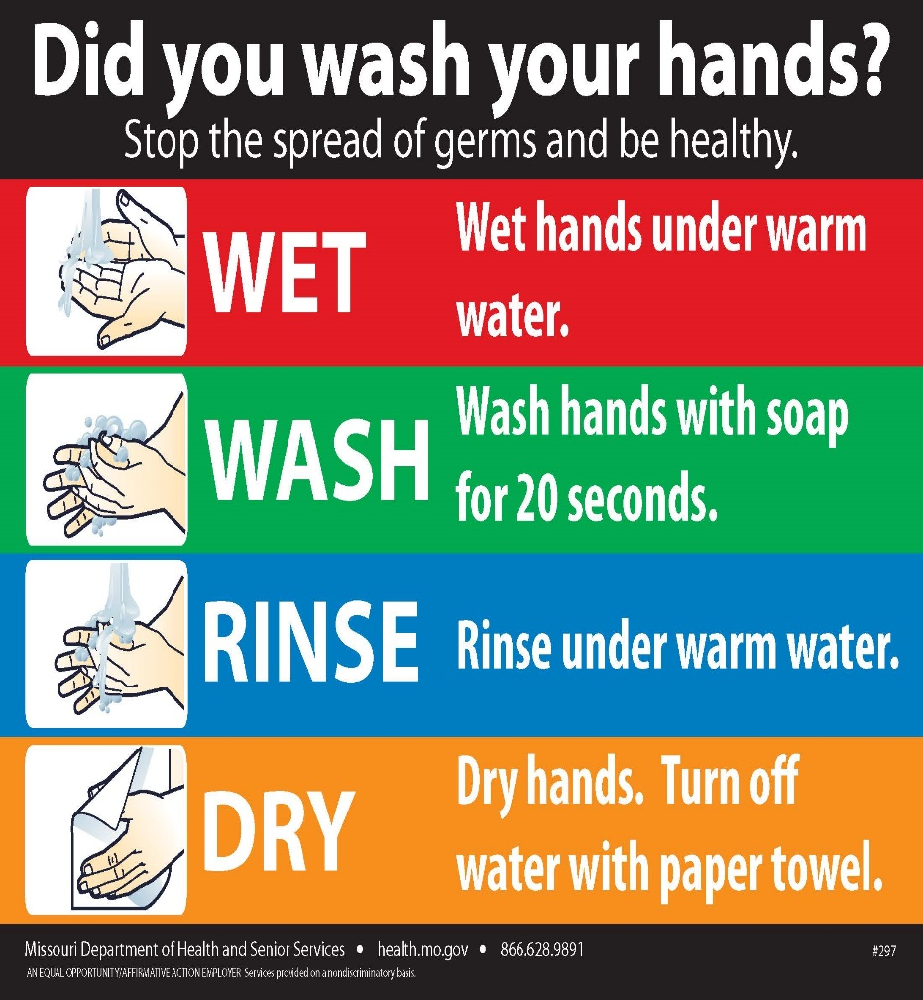 Did you wash your hands?
Stop the spread of germs and be healthy.
WET
Wet hands under warm
water.
WASH
Wash hands with soap
for 20 seconds.
RINSE
Rinse under warm water.
DRY
Dry hands.  Turn off
water with paper towel.
Missouri Department of Health and Senior Services • health.mo.gov • 866.628.9891
#297
AN EQUAL OPPORTUNITY/AFFIRMATIVE ACTION EMPLOYER Services provided on a nondiscriminatory basis.